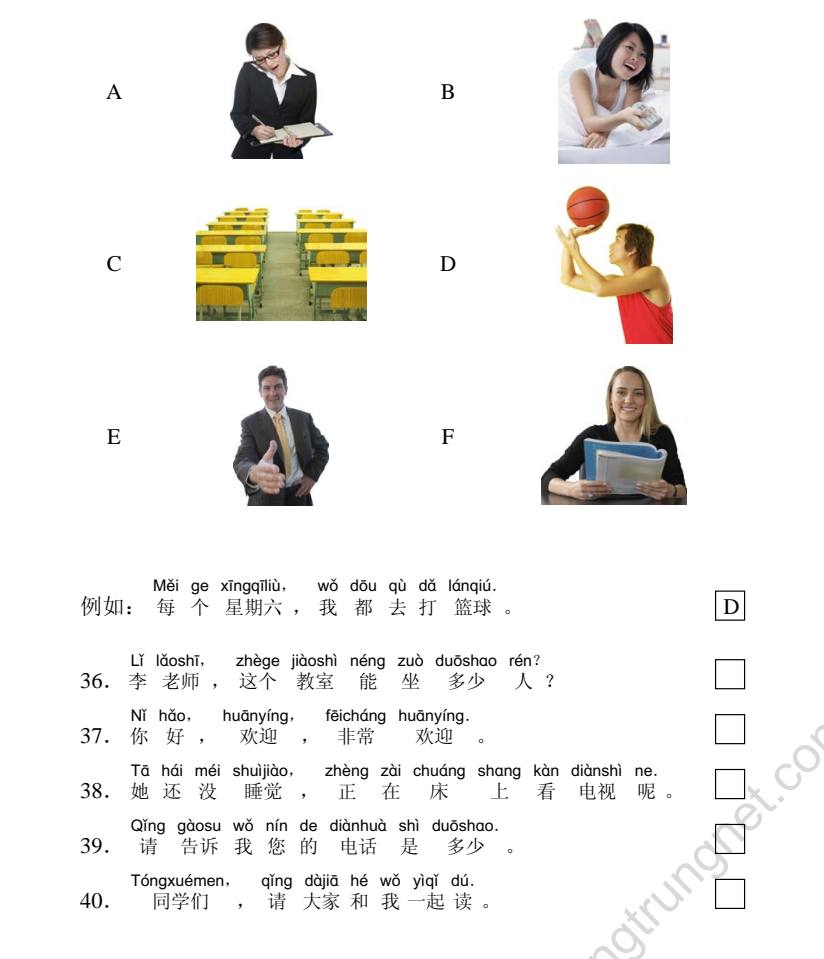 A
B
C
D
E
F
Měi ge xīngqīliù, wǒ dōu qù dǎ lánqiú.
例如： 每个星期六，我都去打篮球。 D
Lǐ lǎoshī, zhège jiàoshì néng zuò duōshao rén?
36. 李老师，这个教室能坐多少人？
Nǐ hǎo, huānyíng, fēicháng huānyíng.
37. 你好，欢迎，非常欢迎。
Tā hái méi shuìjiào, zhèng zài chuáng shang kàn diànshì ne.
38. 她还没睡觉，正在床上看电视呢。
Qǐng gàosu wǒ nín de diànhuà shì duōshao.
39. 请告诉我您的电话是多少。
Tóngxuémen, qǐng dàjiā hé wǒ yìqǐ dú.
40. 同学们，请大家和我一起读。
ngtrungnet.com